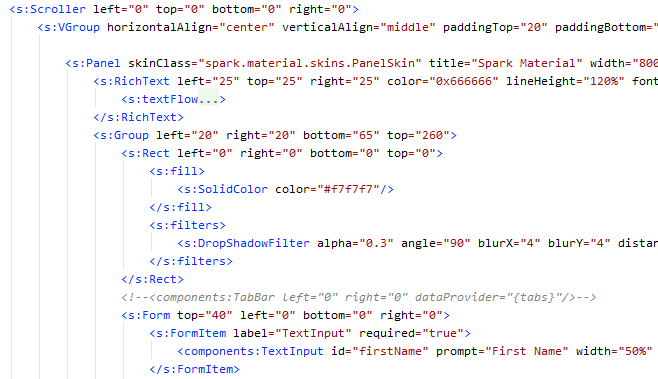 <s:Scroller left="0" top="0" bottom="0" right="0">
<s:VGroup horizontalAlign="center" verticalAlign="middle" paddingTop="20" paddingBottom="
<s:Panel skinClass="spark.material.skins.PanelSkin" title="Spark Material" width="800
<s:RichText left="25" top="25" right="25" color="0x666666" lineHeight="120%" font
<s:textFlow...>
</s:RichText>
<s:Group left="20" right="20" bottom="65" top="260">
<s:Rect left="0" right="0" bottom="0" top="0">
<s:fill>
<s:SolidColor color="#f7f7f7"/>
</s:fill>
<s:filters>
<s:DropShadowFilter alpha="0.3" angle="90" blurX="4" blurY="4" distan
</s:filters>
</s:Rect>
<!--<components:TabBar left="0" right="0" dataProvider="{tabs}"/>-->
<s:Form top="40" left="0" bottom="0" right="0">
<s:FormItem label="TextInput" required="true">
<components:TextInput id="firstName" prompt="First Name" width="50%"
</s:FormItem>